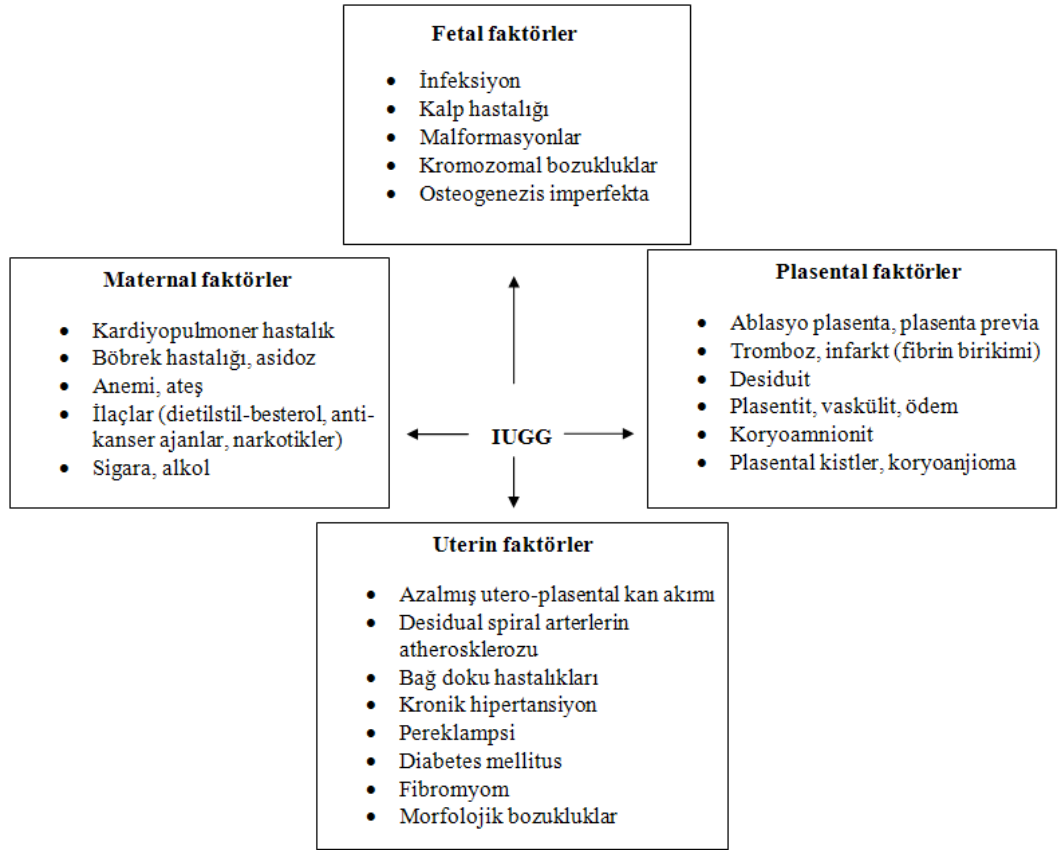 Fetal faktörler
• İnfeksiyon
• Kalp hastalığı
• Malformasyonlar
• Kromozomal bozukluklar
• Osteogenezis imperfekta
Maternal faktörler
• Kardiyopulmoner hastalık
• Böbrek hastalığı, asidoz
• Anemi, ateş
• İlaçlar (dietilstil-besterol, anti-
kanser ajanlar, narkotikler)
• Sigara, alkol
IUGG
Plasental faktörler
• Ablasyo plasenta, plasenta previa
• Tromboz, infarkt (fibrin birikimi)
• Desiduit
• Plasentit, vaskülit, ödem
• Koryoamnionit
• Plasental kistler, koryoanjioma
Uterin faktörler
• Azalmış utero-plasental kan akımı
• Desidual spiral arterlerin
atherosklerozu
• Bağ doku hastalıkları
• Kronik hipertansiyon
• Pereklampsi
• Diabetes mellitus
• Fibromyom
• Morfolojik bozukluklar